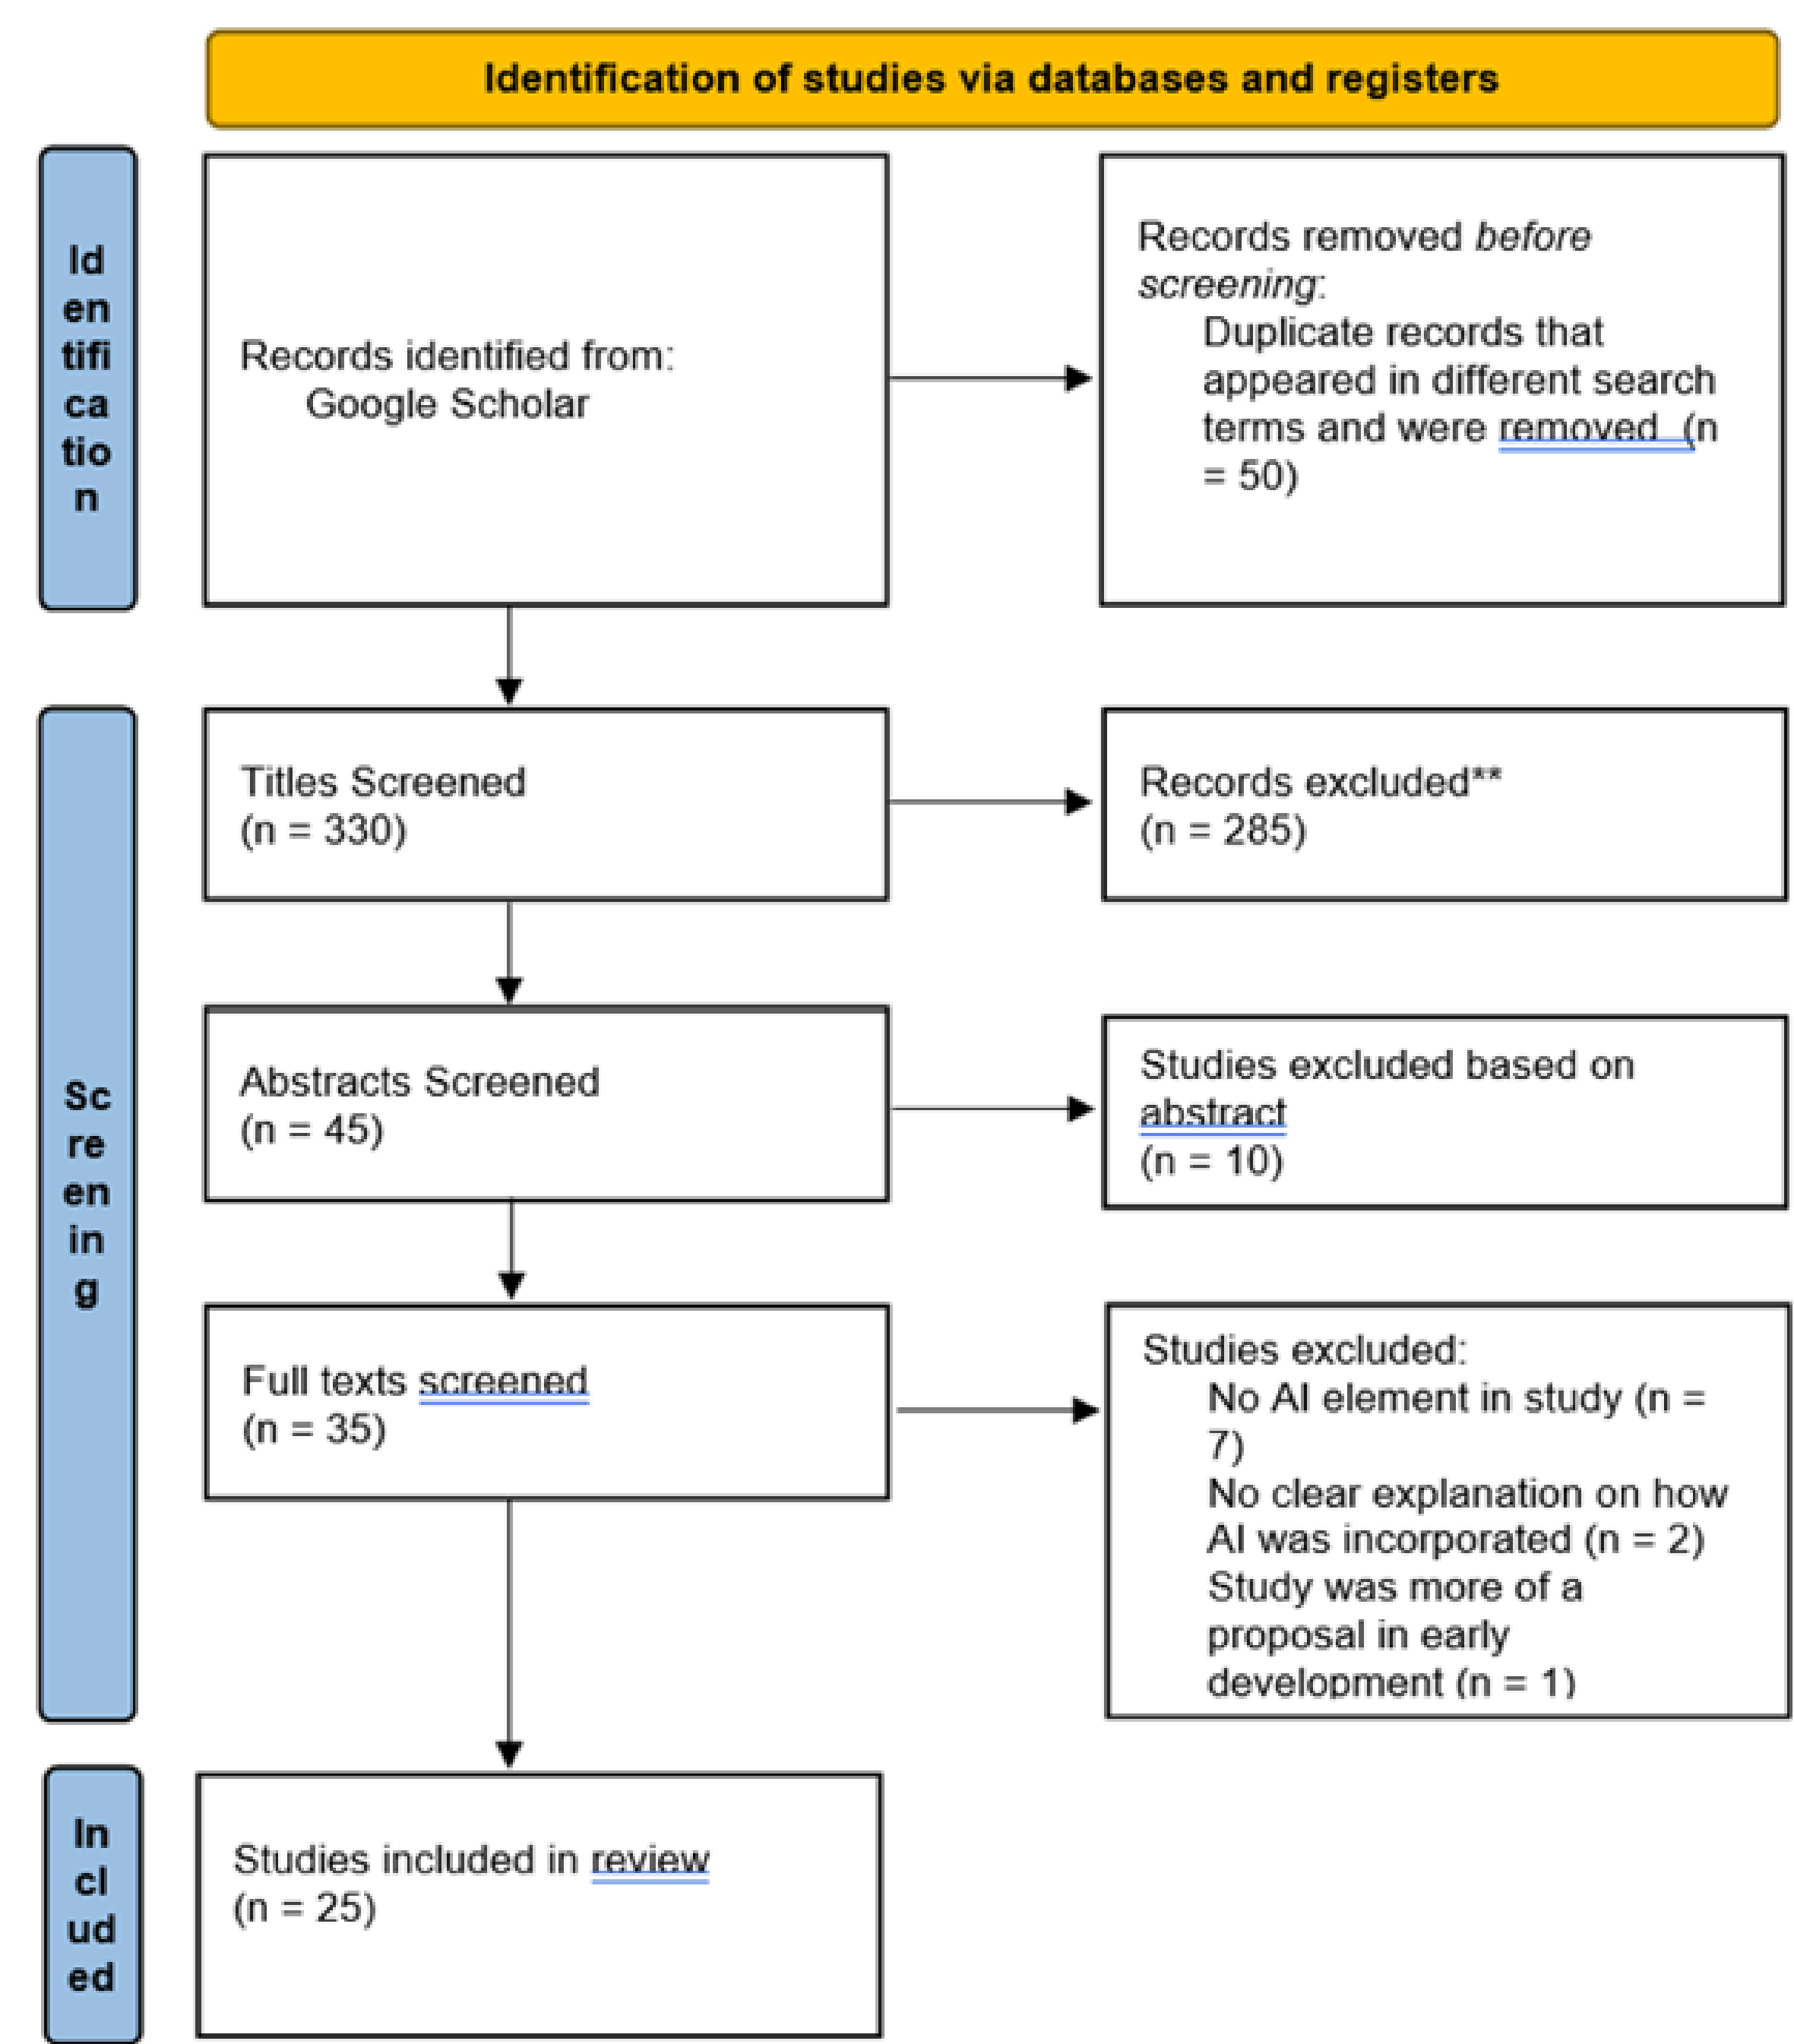 Identification of studies via databases and registers
Id
en
tifi
ca
tio
n
Records identified from:
Google Scholar
Records removed before
screening:
Duplicate records that
appeared in different search
terms and were removed  (n
= 50)
Sc
re
en
in
g
Titles Screened
(n = 330)
Records excluded**
(n = 285)
Abstracts Screened
(n = 45)
Studies excluded based on
abstract
(n = 10)
Full texts screened
(n = 35)
Studies excluded:
No AI element in study (n =
7)
No clear explanation on how
AI was incorporated (n = 2)
Study was more of a
proposal in early
development (n = 1)
In
cl
ud
ed
Studies included in review
(n = 25)